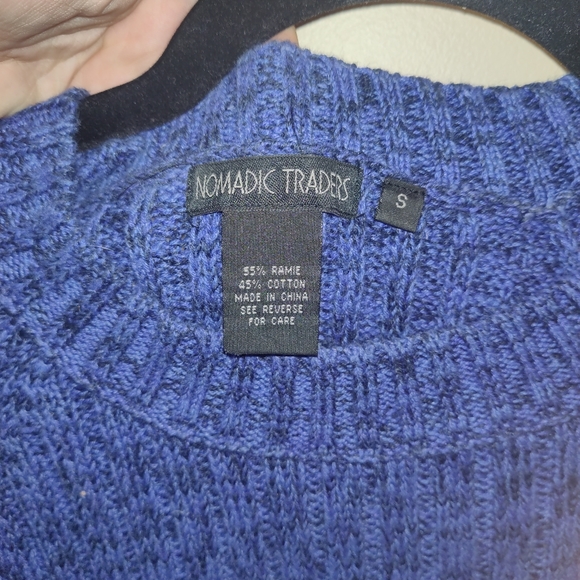 NOMADIC TRADERS
S
55% RAMIE
45% COTTON
MADE IN CHINA
SEE REVERSE
FOR CARE